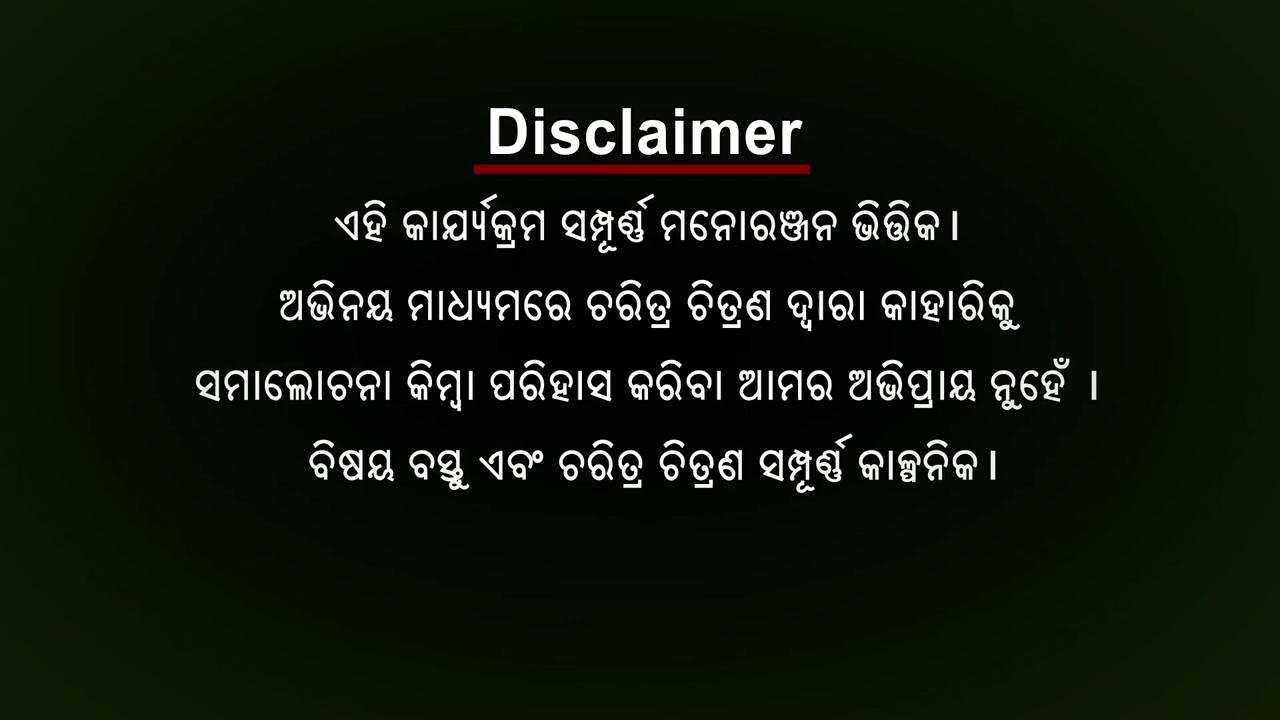 Disclaimer
ଏହି କାର୍ଯ୍ୟକ୍ରମ ସମ୍ପୂର୍ଣ୍ଣ ମନୋରଞ୍ଜନ ଭିତ୍ତିକ।
ଅଭିନୟ ମାଧ୍ୟମରେ ଚରିତ୍ର ଚିତ୍ରଣ ଦ୍ୱାରା କାହାରିକୁ
ସମାଲୋଚନା କିମ୍ବା ପରିହାସ କରିବା ଆମର ଅଭିପ୍ରାୟ ନୁହେଁ ।
ବିଷୟ ବସ୍ତୁ ଏବଂ ଚରିତ୍ର ଚିତ୍ରଣ ସମ୍ପୂର୍ଣ୍ଣ କାଳ୍ପନିକ।